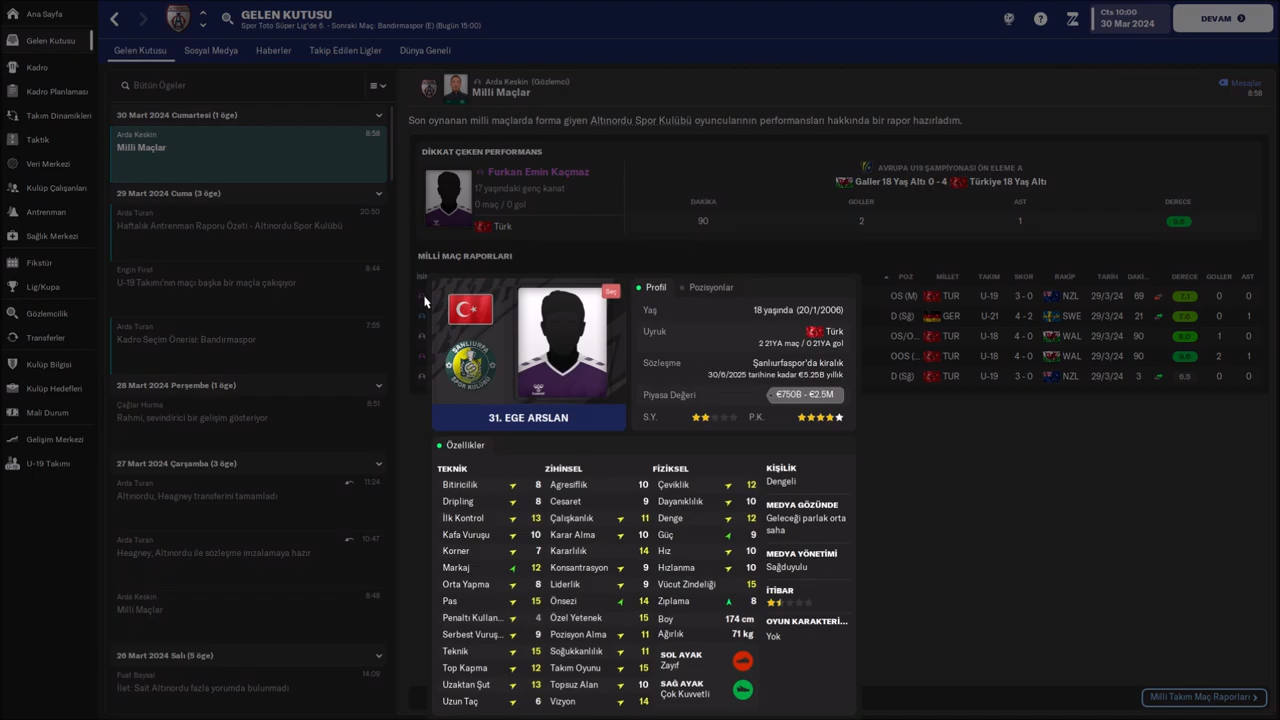 Ana Sayfa
Gelen Kutusu
Kadro
Kadro Planlaması
Takım Dinamikleri
Taktik
Veri Merkezi
Kulüp Çalışanları
Antrenman
Sağlık Merkezi
Fikstür
Lig/Kupa
Gözlemcilik
Transferler
Kulüp Bilgisi
Kulüp Hedefleri
Mali Durum
Gelişim Merkezi
U-19 Takımı
GELEN KUTUSU
Spor Toto Süper Lig'de 6. - Sonraki Maç: Bandırmaspor (E) (Bugün 15:00)
Cts 10:00
30 Mar 2024
DEVAM
Gelen Kutusu Sosyal Medya Haberler Takip Edilen Ligler Dünya Geneli
Bütün Ögeler
30 Mart 2024 Cumartesi (1 öge)
Arda Keskin 8:58
Milli Maçlar
29 Mart 2024 Cuma (3 öge)
Arda Turan 20:50
Haftalık Antrenman Raporu Özeti - Altınordu Spor Kulübü
Engin Fırat 8:44
U-19 Takımı'nın maçı başka bir maçla çakışıyor
Arda Turan 7:55
Kadro Seçim Önerisi: Bandırmaspor
28 Mart 2024 Perşembe (1 öge)
Çağlar Hurma 8:51
Rahmi, sevindirici bir gelişim gösteriyor
27 Mart 2024 Çarşamba (3 öge)
Arda Turan 11:24
Altınordu, Heagney transferini tamamladı
Arda Turan 10:47
Heagney, Altınordu ile sözleşme imzalamaya hazır
Arda Keskin 8:48
Milli Maçlar
26 Mart 2024 Salı (5 öge)
Fuat Baysal 14:09
İlet: Sait Altınordu fazla yorumda bulunmadı
Arda Keskin (Gözlemci)
Milli Maçlar
Mesajlar
8:58
Son oynanan milli maçlarda forma giyen Altınordu Spor Kulübü oyuncularının performansları hakkında bir rapor hazırladım.
DİKKAT ÇEKEN PERFORMANS
Furkan Emin Kaçmaz
17 yaşındaki genç kanat
0 maç / 0 gol
Türk
AVRUPA U19 ŞAMPİYONASI ÖN ELEME A
Galler 18 Yaş Altı 0 - 4 Türkiye 18 Yaş Altı
DAKİKA GOLLER AST DERECE
90 2 1 9.6
MİLLİ MAÇ RAPORLARI
POZ MİLLET TAKIM SKOR RAKİP TARİH DAKİ... DERECE GOLLER AST
OS (M) TUR U-19 3 - 0 NZL 29/3/24 69 7.1 0 0
D (Sğ) GER U-21 4 - 2 SWE 29/3/24 21 7.5 0 1
OS/O... TUR U-18 4 - 0 WAL 29/3/24 90 9.0 0 1
OOS (... TUR U-18 4 - 0 WAL 29/3/24 90 9.6 2 1
D (Sğ) TUR U-19 3 - 0 NZL 29/3/24 3 6.5 0 0
Seç
ŞANLIURFA
SPOR KULÜBÜ
31. EGE ARSLAN
Profil Pozisyonlar
Yaş 18 yaşında (20/1/2006)
Uyruk Türk
2 21YA maç / 0 21YA gol
Sözleşme Şanlıurfaspor'da kiralık
30/6/2025 tarihine kadar €5.25B yıllık
Piyasa Değeri €750B - €2.5M
S.Y. P.K.
Özellikler
TEKNİK ZİHİNSEL FİZİKSEL
Bitiricilik 8 Agresiflik 10 Çeviklik 12
Dripling 8 Cesaret 9 Dayanıklılık 10
İlk Kontrol 13 Çalışkanlık 11 Denge 12
Kafa Vuruşu 10 Karar Alma 10 Güç 9
Korner 7 Kararlılık 14 Hız 10
Markaj 12 Konsantrasyon 9 Hızlanma 10
Orta Yapma 8 Liderlik 9 Vücut Zindeliği 15
Pas 15 Önsezi 14 Zıplama 8
Penaltı Kullan... 4 Özel Yetenek 15 Boy 174 cm
Serbest Vuruş... 9 Pozisyon Alma 11 Ağırlık 71 kg
Teknik 15 Soğukkanlılık 11 SOL AYAK
Zayıf
Top Kapma 12 Takım Oyunu 15
Uzaktan Şut 13 Topsuz Alan 10 SAĞ AYAK
Çok Kuvvetli
Uzun Taç 6 Vizyon 14
KİŞİLİK
Dengeli
MEDYA GÖZÜNDE
Geleceği parlak orta
saha
MEDYA YÖNETİMİ
Sağduyulu
İTİBAR
OYUN KARAKTERİ...
Yok
Milli Takım Maç Raporları